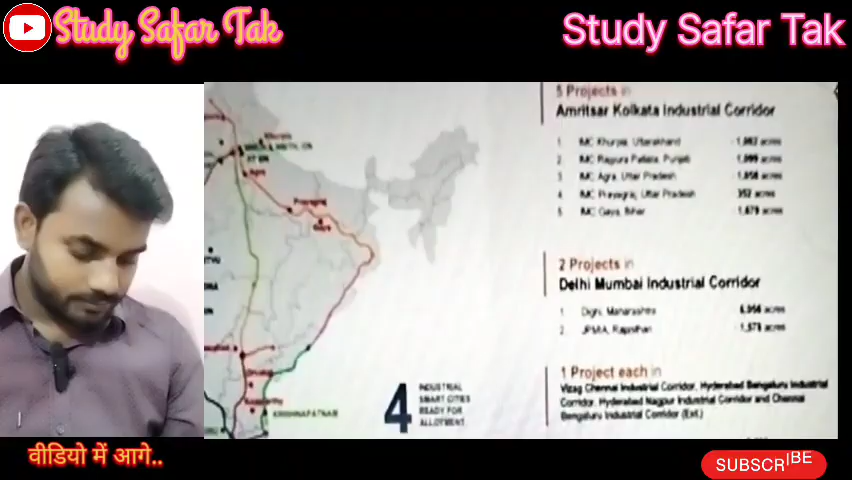 Study Safar Tak
Study Safar Tak
5 Projects in
Amritsar Kolkata Industrial Corridor
1 IMC Khurpia, Uttarakhand 1,002 acres
2 IMC Rajpura Patiala, Punjab 1,099 acres
3 IMC Agra, Uttar Pradesh 1,058 acres
4 IMC Prayagraj, Uttar Pradesh 352 acres
5 IMC Gaya, Bihar 1,670 acres
2 Projects in
Delhi Mumbai Industrial Corridor
1 Dighi, Maharashtra 6,056 acres
2 JPMIA, Rajasthan 1,578 acres
1 Project each in
Vizag Chennai Industrial Corridor, Hyderabad Bengaluru Industrial
Corridor, Hyderabad Nagpur Industrial Corridor and Chennai
Bengaluru Industrial Corridor (Ext.)
Khurpia
Agra
Prayagraj
Gaya
KRISHNAPATNAM
4 INDUSTRIAL
SMART CITIES
READY FOR
ALLOTMENT
वीडियो में आगे..
SUBSCRIBE